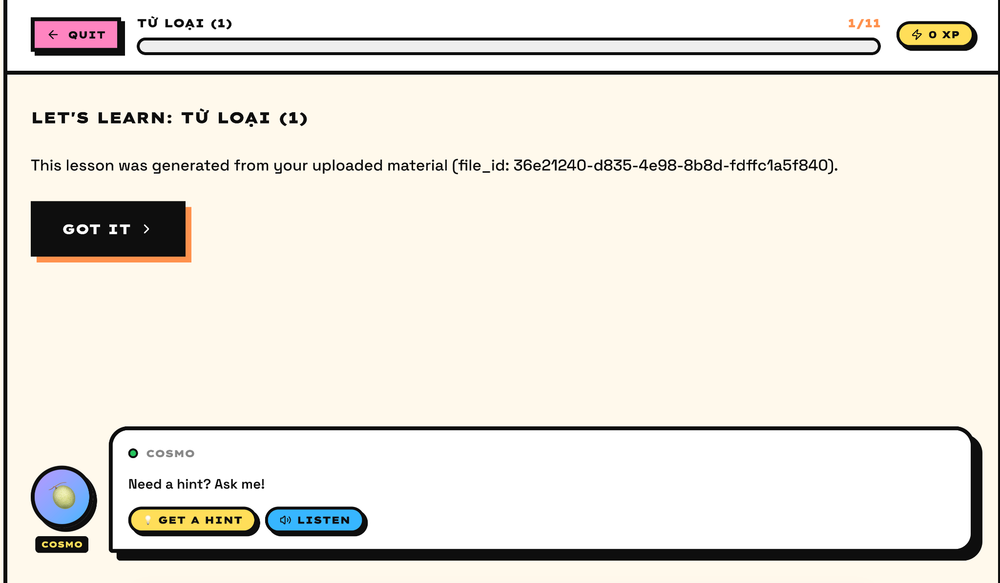 ← QUIT
TỪ LOẠI (1)
1/11
0 XP
LET'S LEARN: TỪ LOẠI (1)
This lesson was generated from your uploaded material (file_id: 36e21240-d835-4e98-8b8d-fdffc1a5f840).
GOT IT >
COSMO
Need a hint? Ask me!
GET A HINT
LISTEN
COSMO